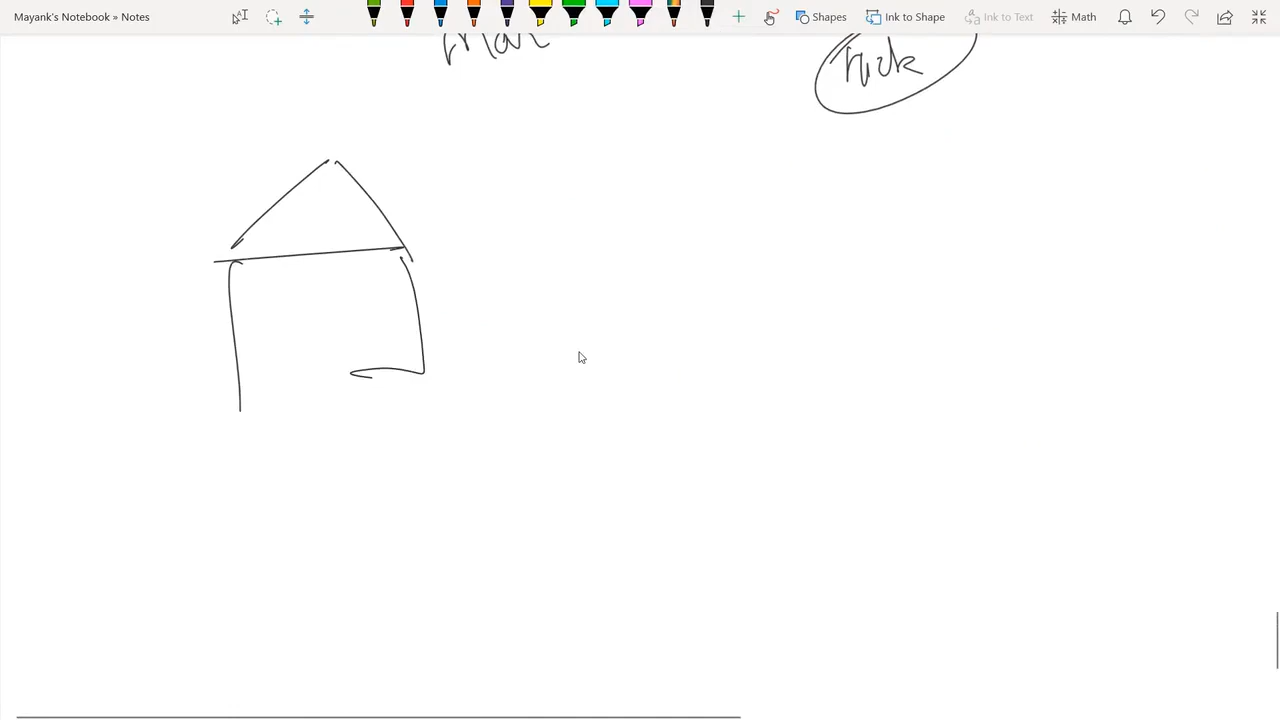 Mayank's Notebook » Notes
Shapes
Ink to Shape
Ink to Text
Math